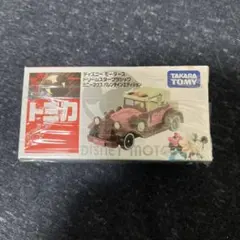 ディズニー モータース
ドリームスタークラシック
ミニーマウス バレンタインエディション
TAKARA
TOMY
トミカ
DISNEY MOTORS